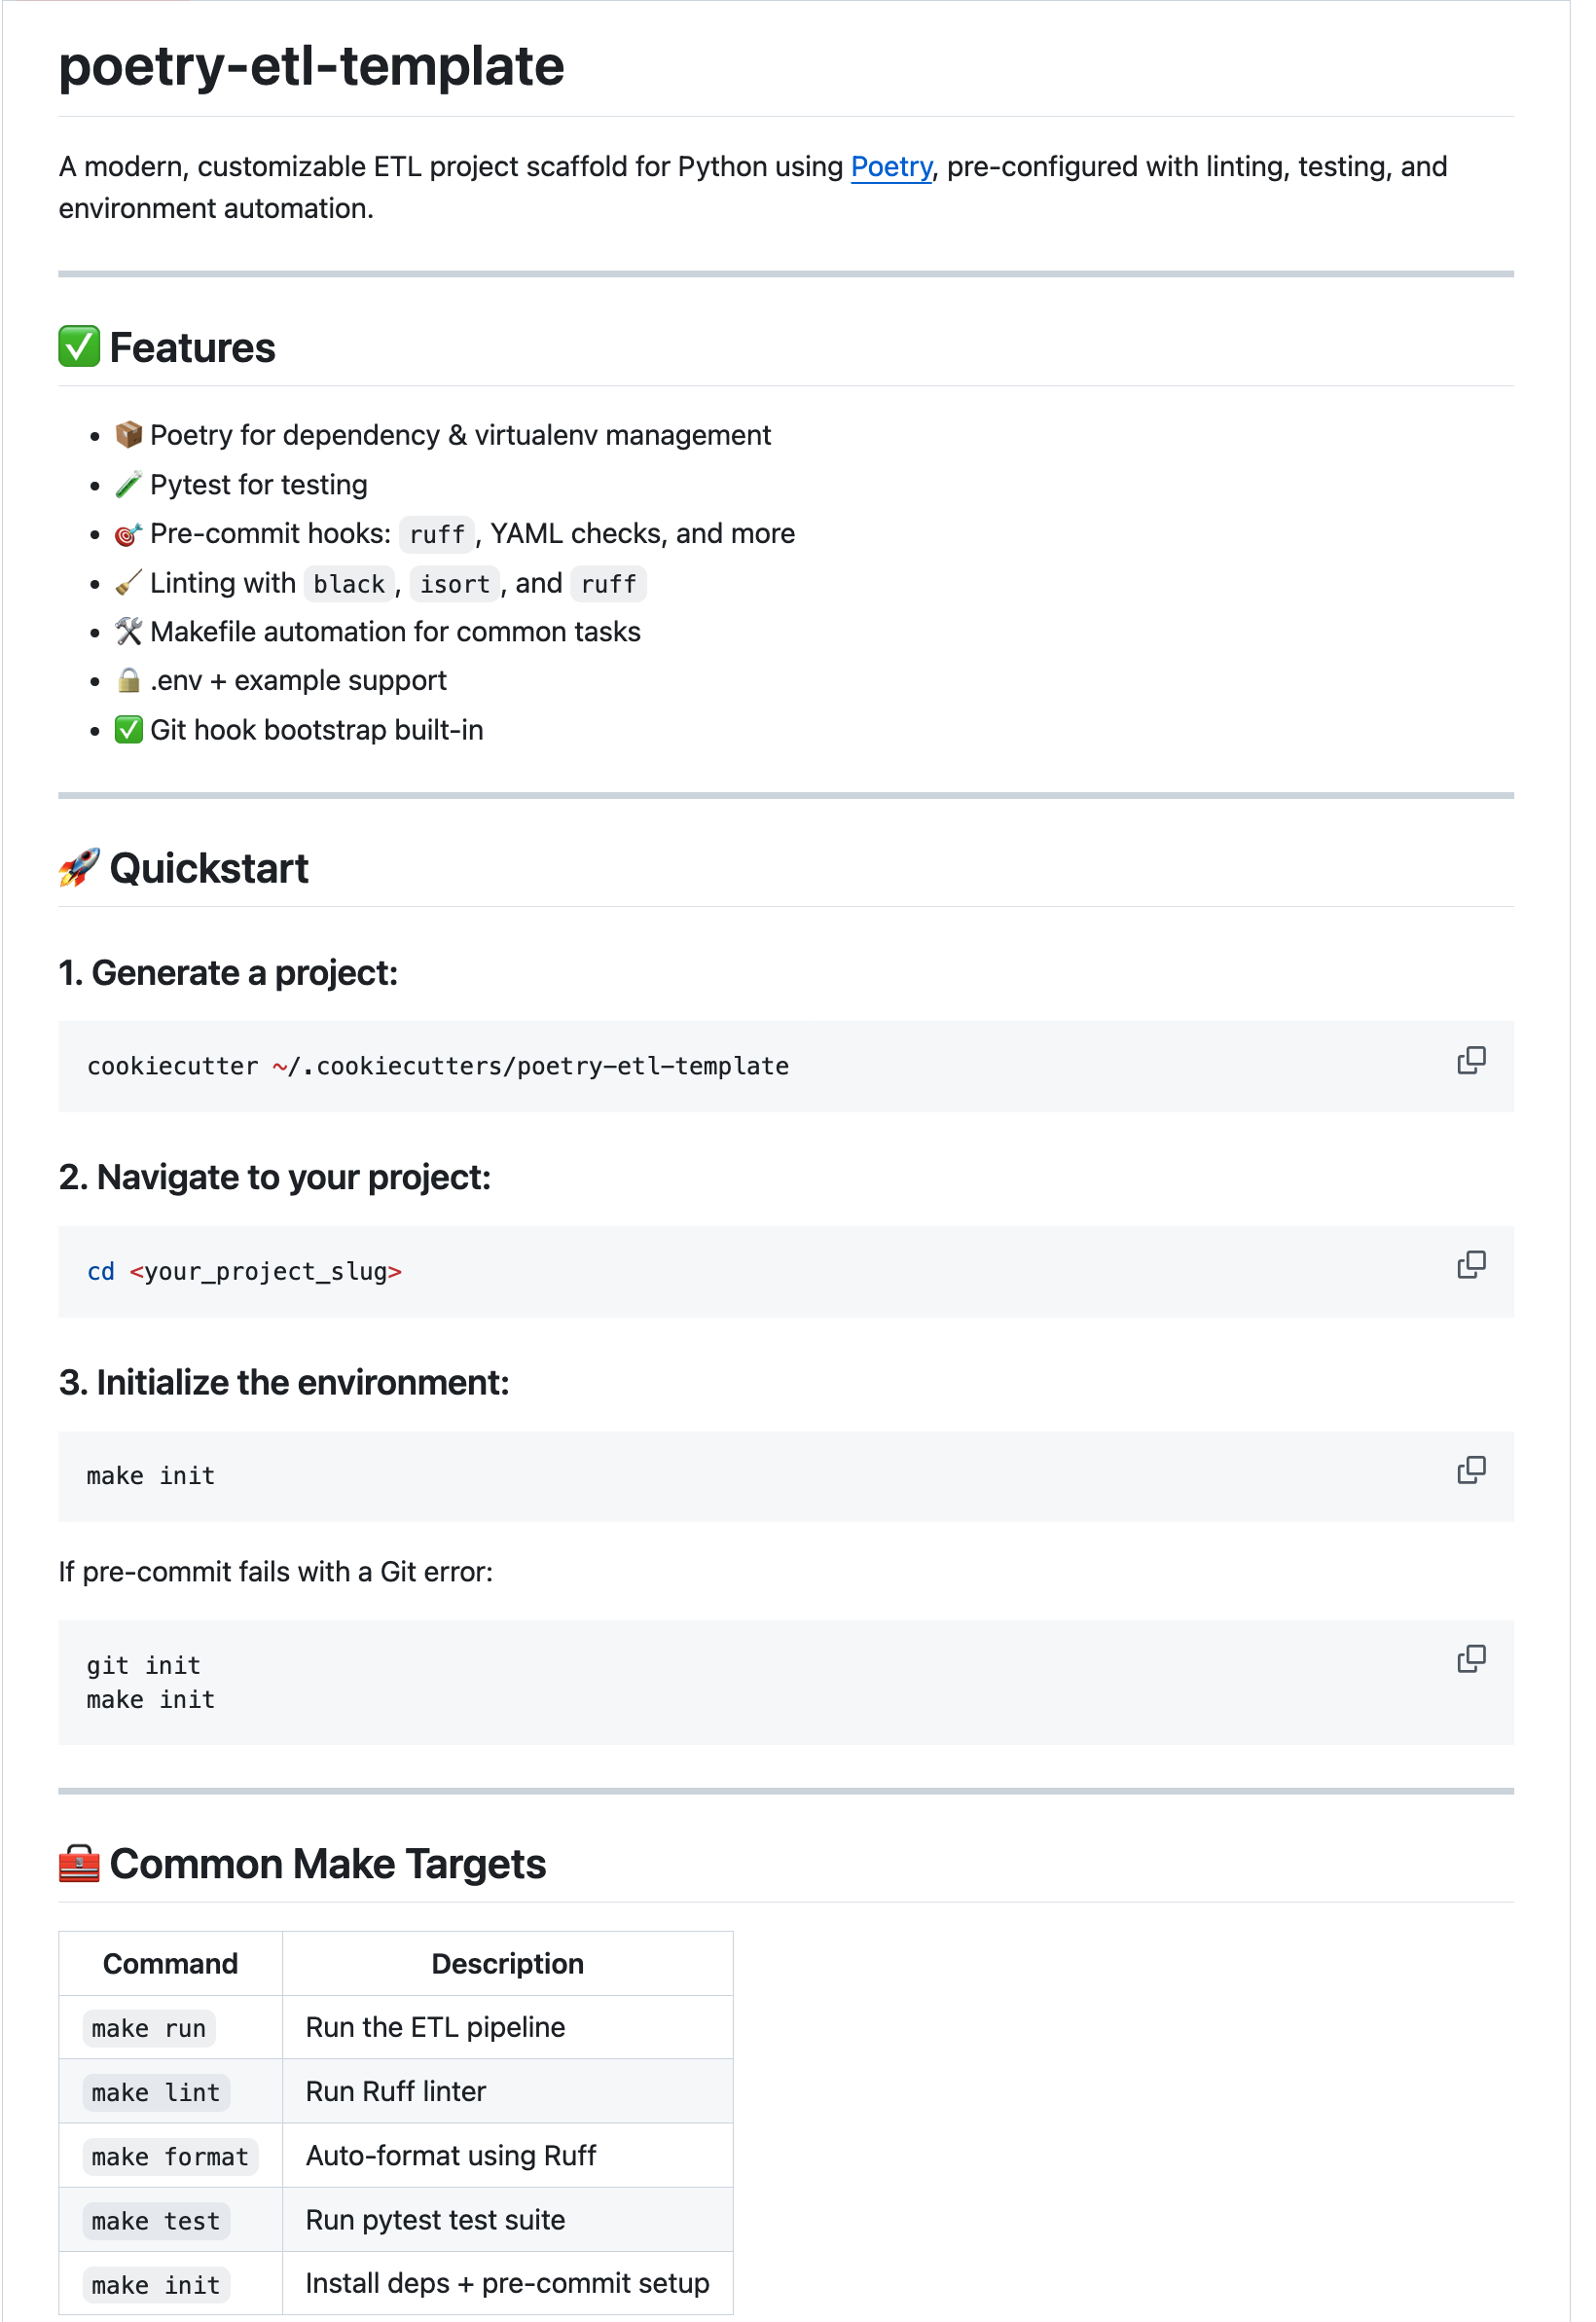 poetry-etl-template
A modern, customizable ETL project scaffold for Python using Poetry, pre-configured with linting, testing, and
environment automation.
✅ Features
• 📦 Poetry for dependency & virtualenv management
• 🧪 Pytest for testing
• 🎯 Pre-commit hooks: ruff, YAML checks, and more
• 🧹 Linting with black, isort, and ruff
• 🛠 Makefile automation for common tasks
• 🔒 .env + example support
• ✅ Git hook bootstrap built-in
🚀 Quickstart
1. Generate a project:
cookiecutter ~/.cookiecutters/poetry-etl-template
2. Navigate to your project:
cd <your_project_slug>
3. Initialize the environment:
make init
If pre-commit fails with a Git error:
git init
make init
🧰 Common Make Targets
Command Description
make run Run the ETL pipeline
make lint Run Ruff linter
make format Auto-format using Ruff
make test Run pytest test suite
make init Install deps + pre-commit setup